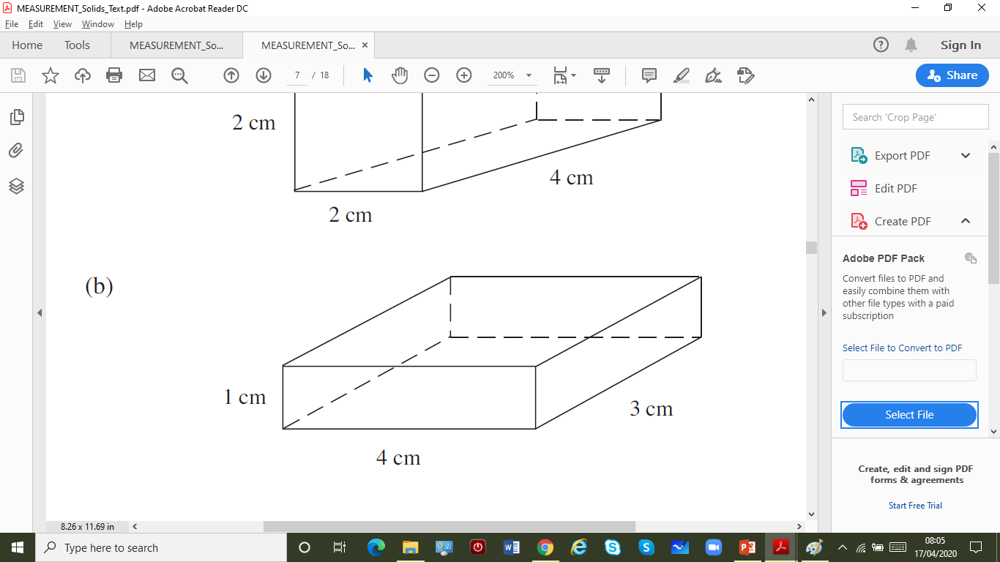 MEASUREMENT_Solids_Text.pdf - Adobe Acrobat Reader DC
File Edit View Window Help
Home Tools MEASUREMENT_So... MEASUREMENT_So... × Sign In
7 / 18 200% Share
2 cm
4 cm
2 cm
(b)
1 cm
3 cm
4 cm
8.26 x 11.69 in
Search 'Crop Page'
Export PDF
Edit PDF
Create PDF
Adobe PDF Pack
Convert files to PDF and
easily combine them with
other file types with a paid
subscription
Select File to Convert to PDF
Select File
Create, edit and sign PDF
forms & agreements
Start Free Trial
Type here to search
08:05
17/04/2020